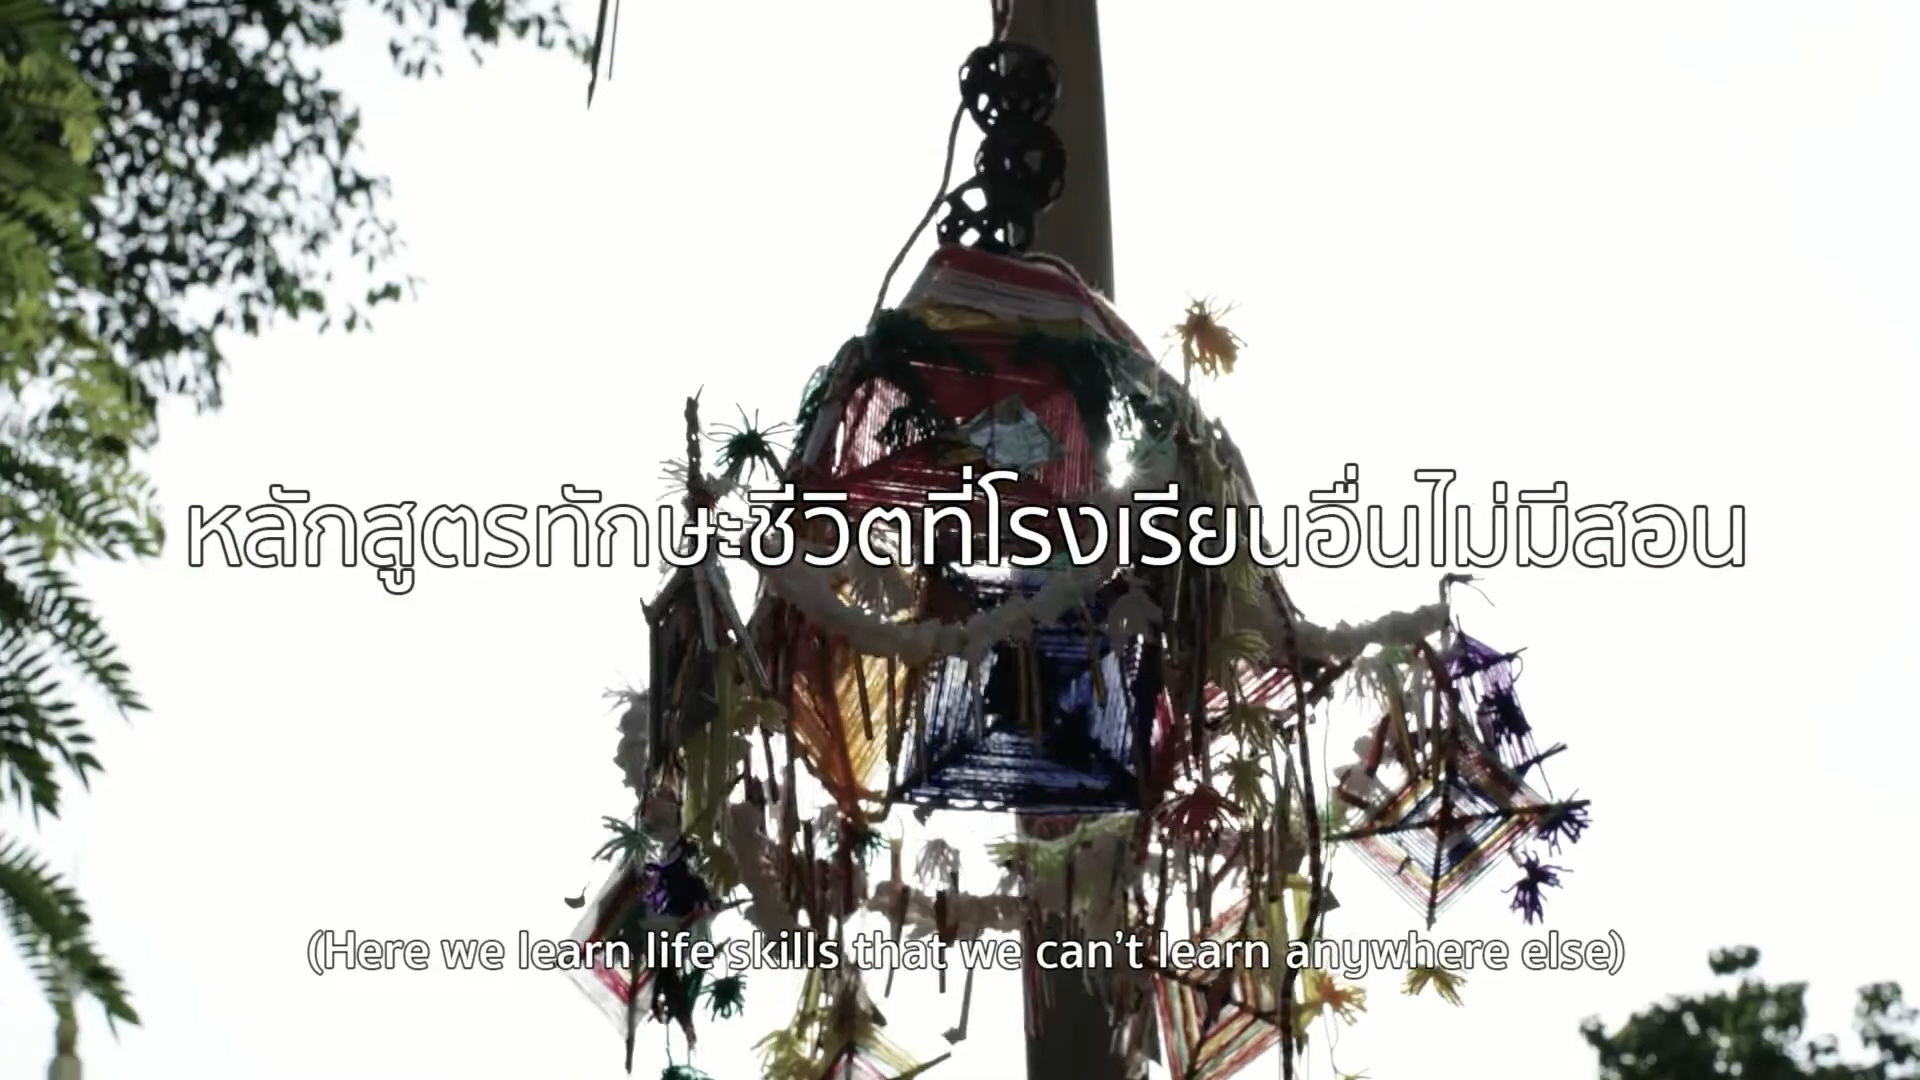 หลักสูตรทักษะชีวิตที่โรงเรียนอื่นไม่มีสอน
(Here we learn life skills that we can't learn anywhere else)